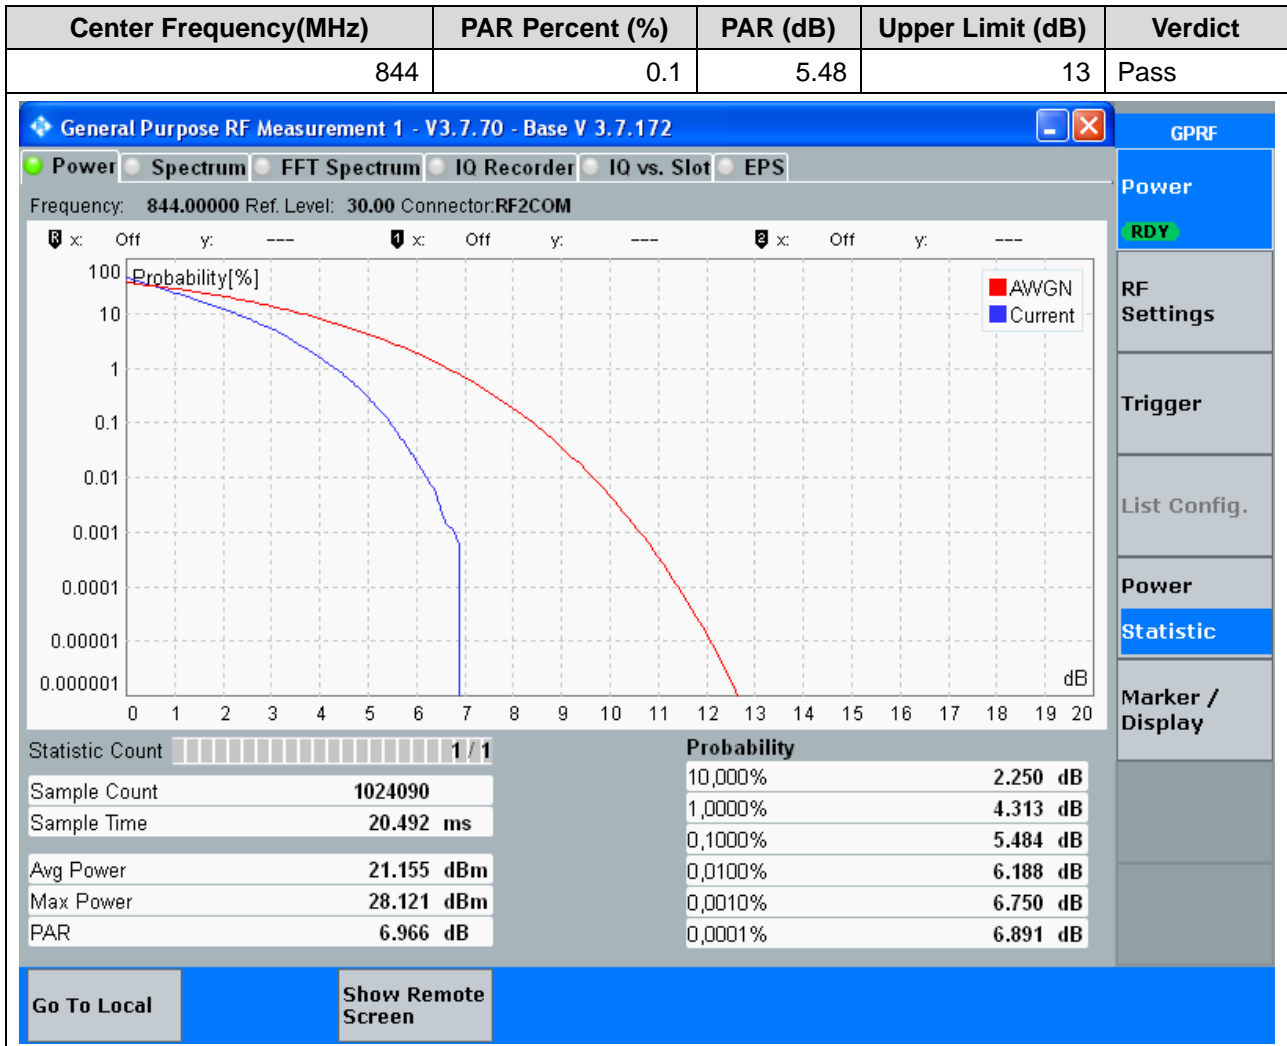 Center Frequency(MHz) PAR Percent (%) PAR (dB) Upper Limit (dB) Verdict
844 0.1 5.48 13 Pass
General Purpose RF Measurement 1 - V3.7.70 - Base V 3.7.172
GPRF
Power Spectrum FFT Spectrum IQ Recorder IQ vs. Slot EPS
Frequency: 844.00000 Ref. Level: 30.00 Connector:RF2COM
R x: Off y: --- 1 x: Off y: --- 2 x: Off y: ---
Probability[%]
AWGN
Current
100
10
1
0.1
0.01
0.001
0.0001
0.00001
0.000001
dB
0 1 2 3 4 5 6 7 8 9 10 11 12 13 14 15 16 17 18 19 20
Statistic Count 1 / 1
Sample Count 1024090
Sample Time 20.492 ms
Avg Power 21.155 dBm
Max Power 28.121 dBm
PAR 6.966 dB
Probability
10,000% 2.250 dB
1,0000% 4.313 dB
0,1000% 5.484 dB
0,0100% 6.188 dB
0,0010% 6.750 dB
0,0001% 6.891 dB
Power
RDY
RF
Settings
Trigger
List Config.
Power
Statistic
Marker /
Display
Go To Local
Show Remote
Screen